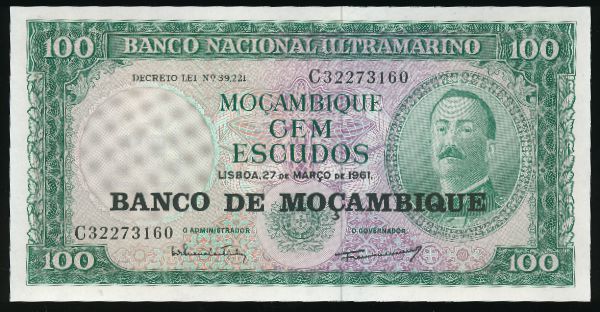 100 BANCO NACIONAL ULTRAMARINO 100
DECRETO LEI Nº 39,221 C32273160
MOÇAMBIQUE
CEM
ESCUDOS
LISBOA, 27 DE MARÇO DE 1961.
BANCO DE MOÇAMBIQUE
C32273160 O ADMINISTRADOR O GOVERNADOR
100 100